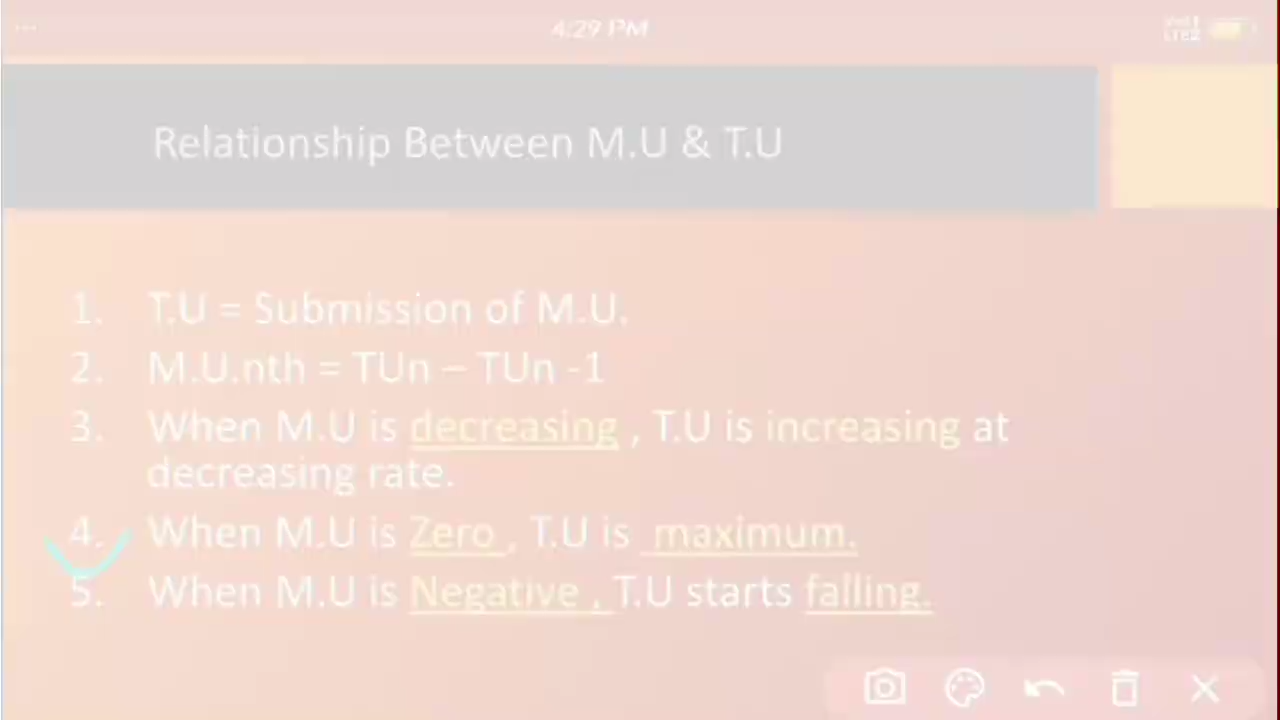 4:29 PM
Relationship Between M.U & T.U
1. T.U = Submission of M.U.
2. M.U.nth = TUn – TUn -1
3. When M.U is decreasing , T.U is increasing at
decreasing rate.
4. When M.U is Zero , T.U is maximum.
5. When M.U is Negative , T.U starts falling.